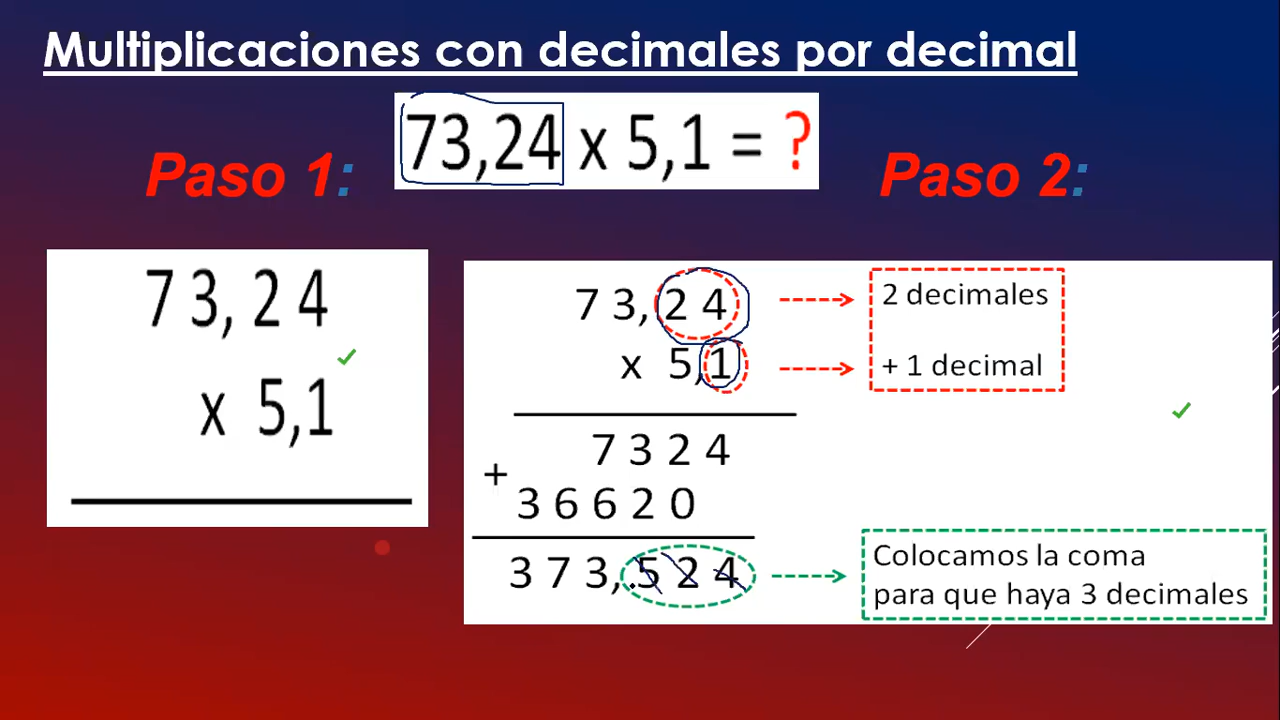 Multiplicaciones con decimales por decimal
73,24 x 5,1 = ?
Paso 1:
Paso 2:
73,24
x 5,1
73,24
x 5,1
2 decimales
+ 1 decimal
7324
+
36620
373,524
Colocamos la coma
para que haya 3 decimales